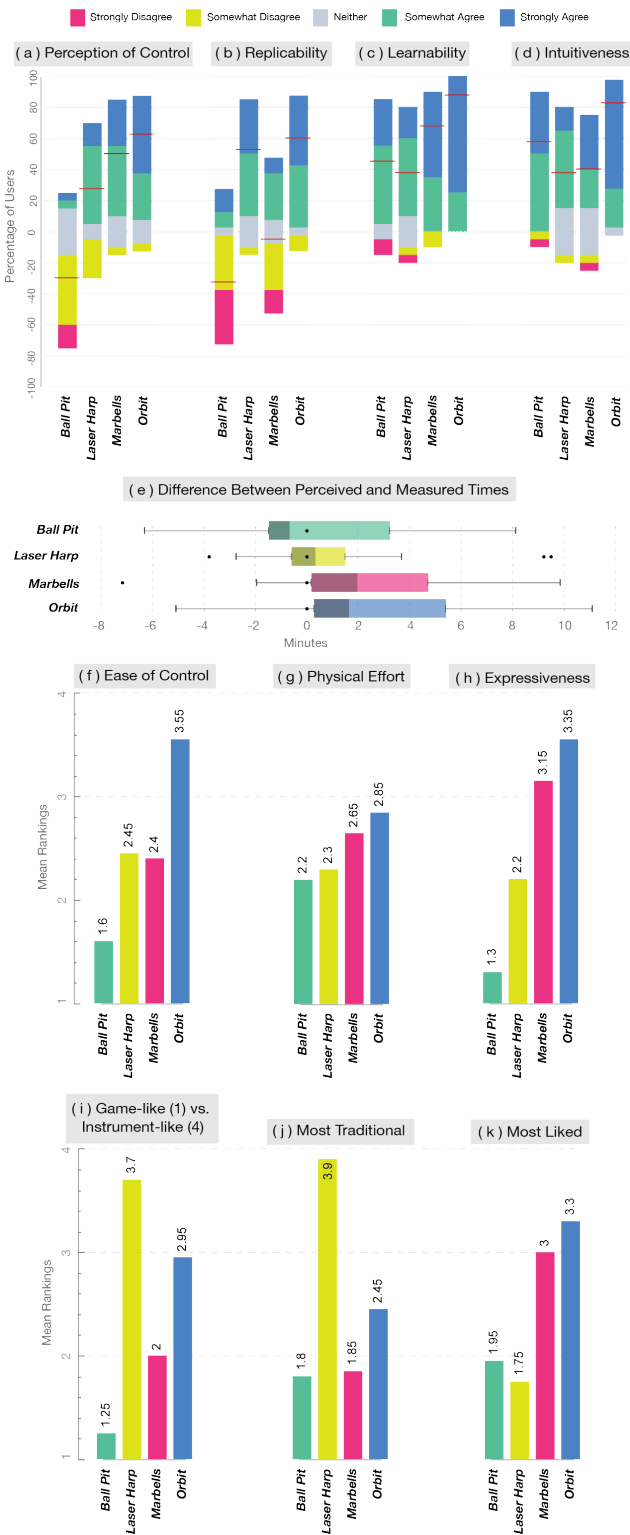 Strongly Disagree Somewhat Disagree Neither Somewhat Agree Strongly Agree
( a ) Perception of Control ( b ) Replicability ( c ) Learnability ( d ) Intuitiveness
Percentage of Users
100
80
60
40
20
0
-20
-40
-60
-80
-100
Ball Pit Laser Harp Marbells Orbit Ball Pit Laser Harp Marbells Orbit Ball Pit Laser Harp Marbells Orbit Ball Pit Laser Harp Marbells Orbit
( e ) Difference Between Perceived and Measured Times
Ball Pit
Laser Harp
Marbells
Orbit
-8 -6 -4 -2 0 2 4 6 8 10 12
Minutes
( f ) Ease of Control ( g ) Physical Effort ( h ) Expressiveness
Mean Rankings
4
3
2
1
1.6 2.45 2.4 3.55 2.2 2.3 2.65 2.85 1.3 2.2 3.15 3.35
Ball Pit Laser Harp Marbells Orbit Ball Pit Laser Harp Marbells Orbit Ball Pit Laser Harp Marbells Orbit
( i ) Game-like (1) vs.
Instrument-like (4)
( j ) Most Traditional ( k ) Most Liked
Mean Rankings
4
3
2
1
1.25 3.7 2 2.95 1.8 3.9 1.85 2.45 1.95 1.75 3 3.3
Ball Pit Laser Harp Marbells Orbit Ball Pit Laser Harp Marbells Orbit Ball Pit Laser Harp Marbells Orbit